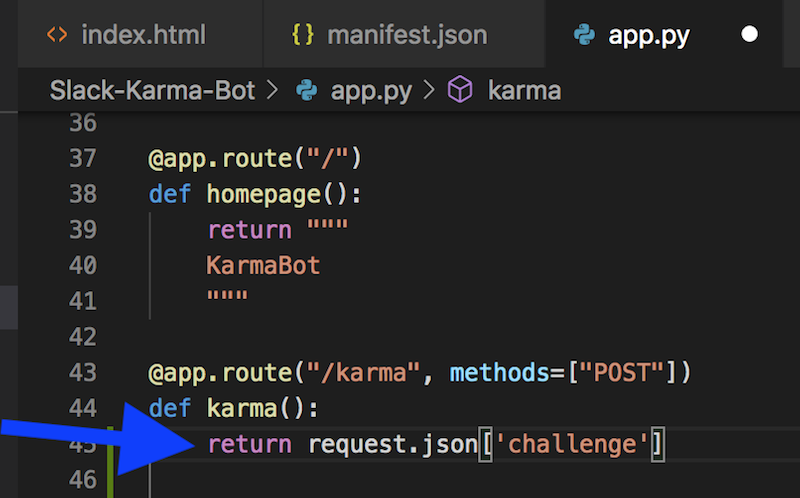 index.html manifest.json app.py
Slack-Karma-Bot > app.py > karma
36
37 @app.route("/")
38 def homepage():
39 return """
40 KarmaBot
41 """
42
43 @app.route("/karma", methods=["POST"])
44 def karma():
45 return request.json['challenge']
46